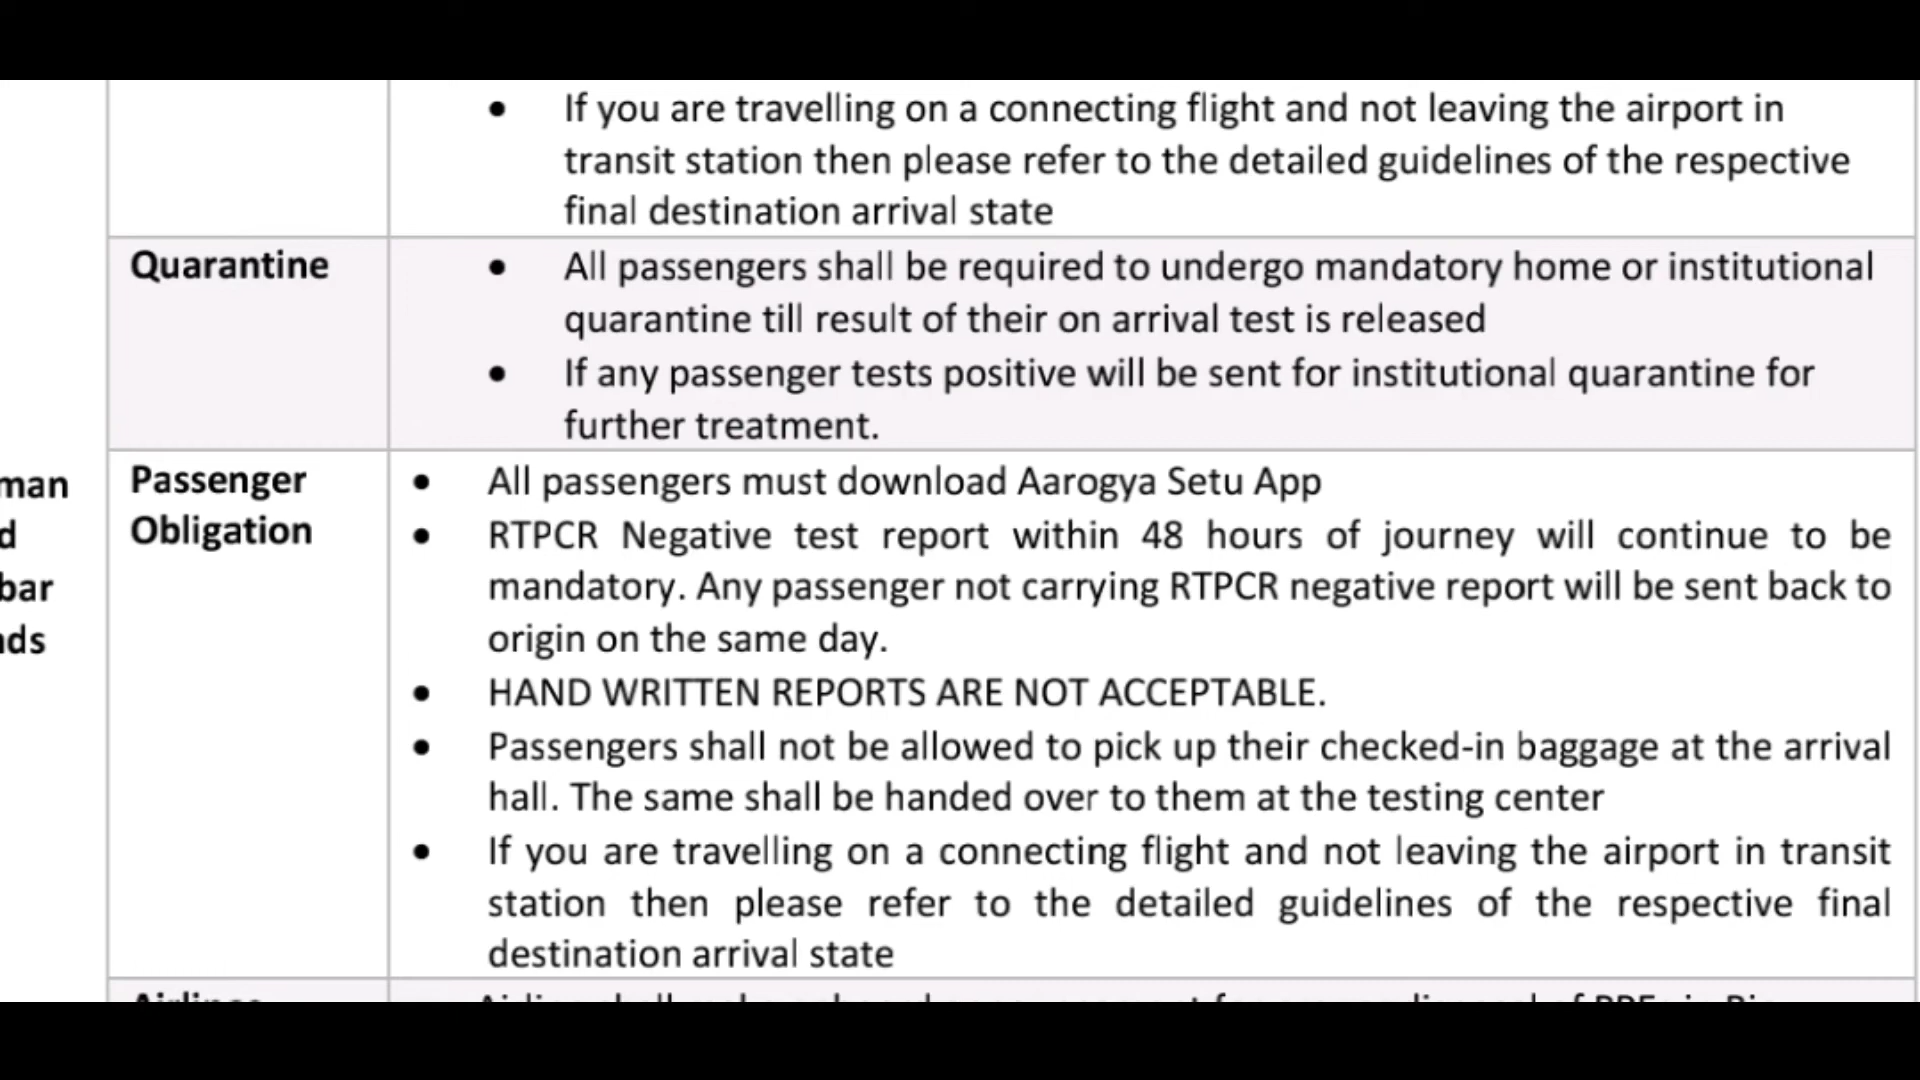 If you are travelling on a connecting flight and not leaving the airport in
transit station then please refer to the detailed guidelines of the respective
final destination arrival state
Quarantine
All passengers shall be required to undergo mandatory home or institutional
quarantine till result of their on arrival test is released
If any passenger tests positive will be sent for institutional quarantine for
further treatment.
man
d
bar
nds
Passenger
Obligation
All passengers must download Aarogya Setu App
RTPCR Negative test report within 48 hours of journey will continue to be
mandatory. Any passenger not carrying RTPCR negative report will be sent back to
origin on the same day.
HAND WRITTEN REPORTS ARE NOT ACCEPTABLE.
Passengers shall not be allowed to pick up their checked-in baggage at the arrival
hall. The same shall be handed over to them at the testing center
If you are travelling on a connecting flight and not leaving the airport in transit
station then please refer to the detailed guidelines of the respective final
destination arrival state